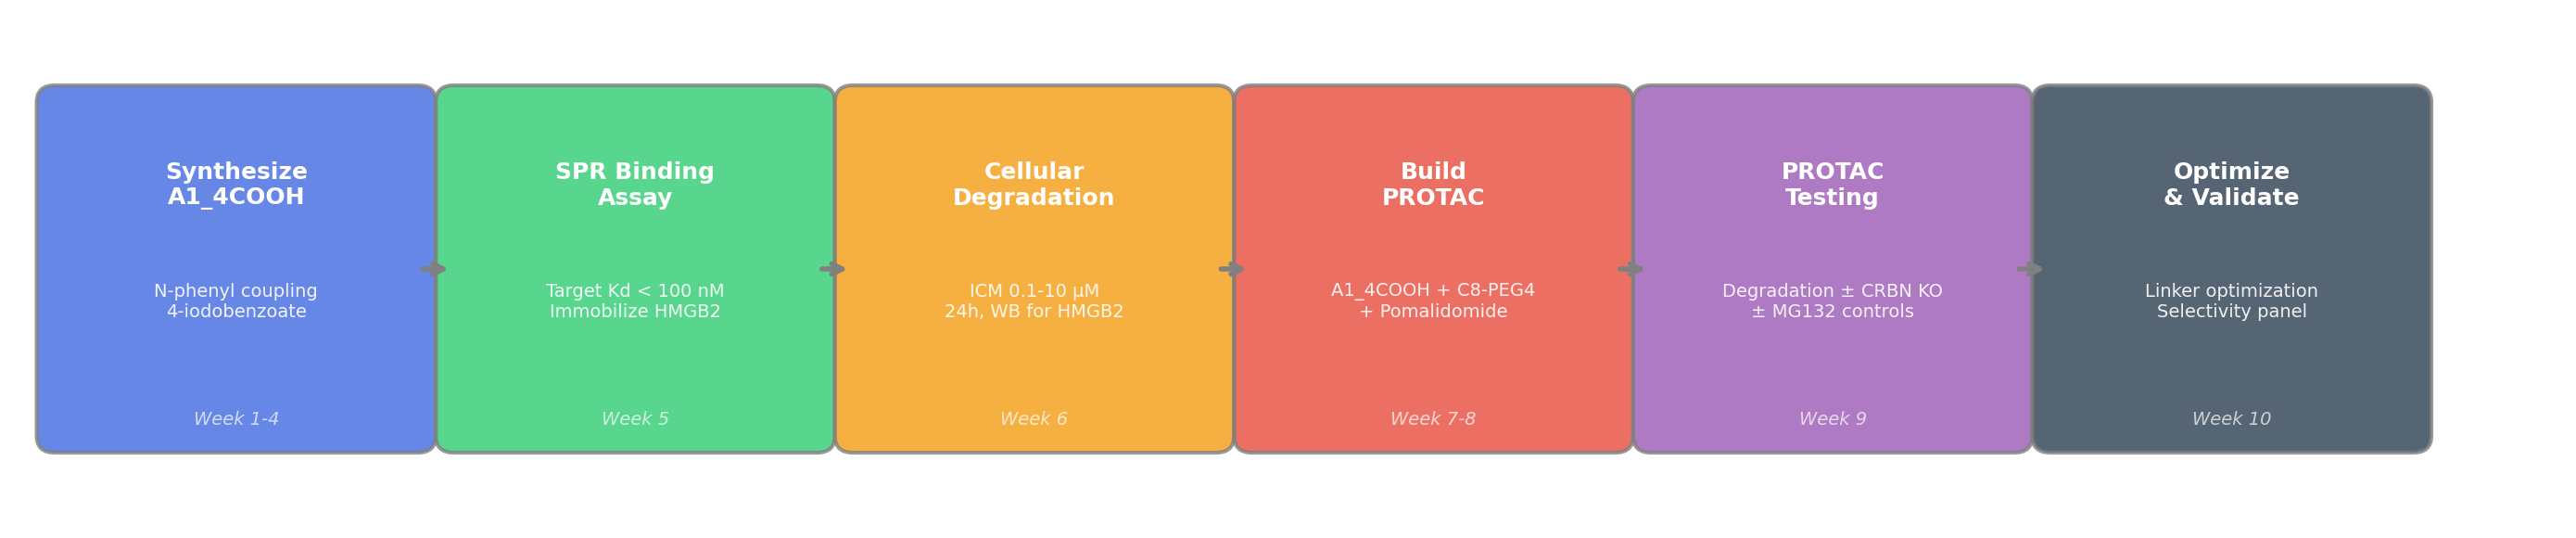 Synthesize
A1_4COOH
N-phenyl coupling
4-iodobenzoate
Week 1-4
SPR Binding
Assay
Target Kd < 100 nM
Immobilize HMGB2
Week 5
Cellular
Degradation
ICM 0.1-10 μM
24h, WB for HMGB2
Week 6
Build
PROTAC
A1_4COOH + C8-PEG4
+ Pomalidomide
Week 7-8
PROTAC
Testing
Degradation ± CRBN KO
± MG132 controls
Week 9
Optimize
& Validate
Linker optimization
Selectivity panel
Week 10